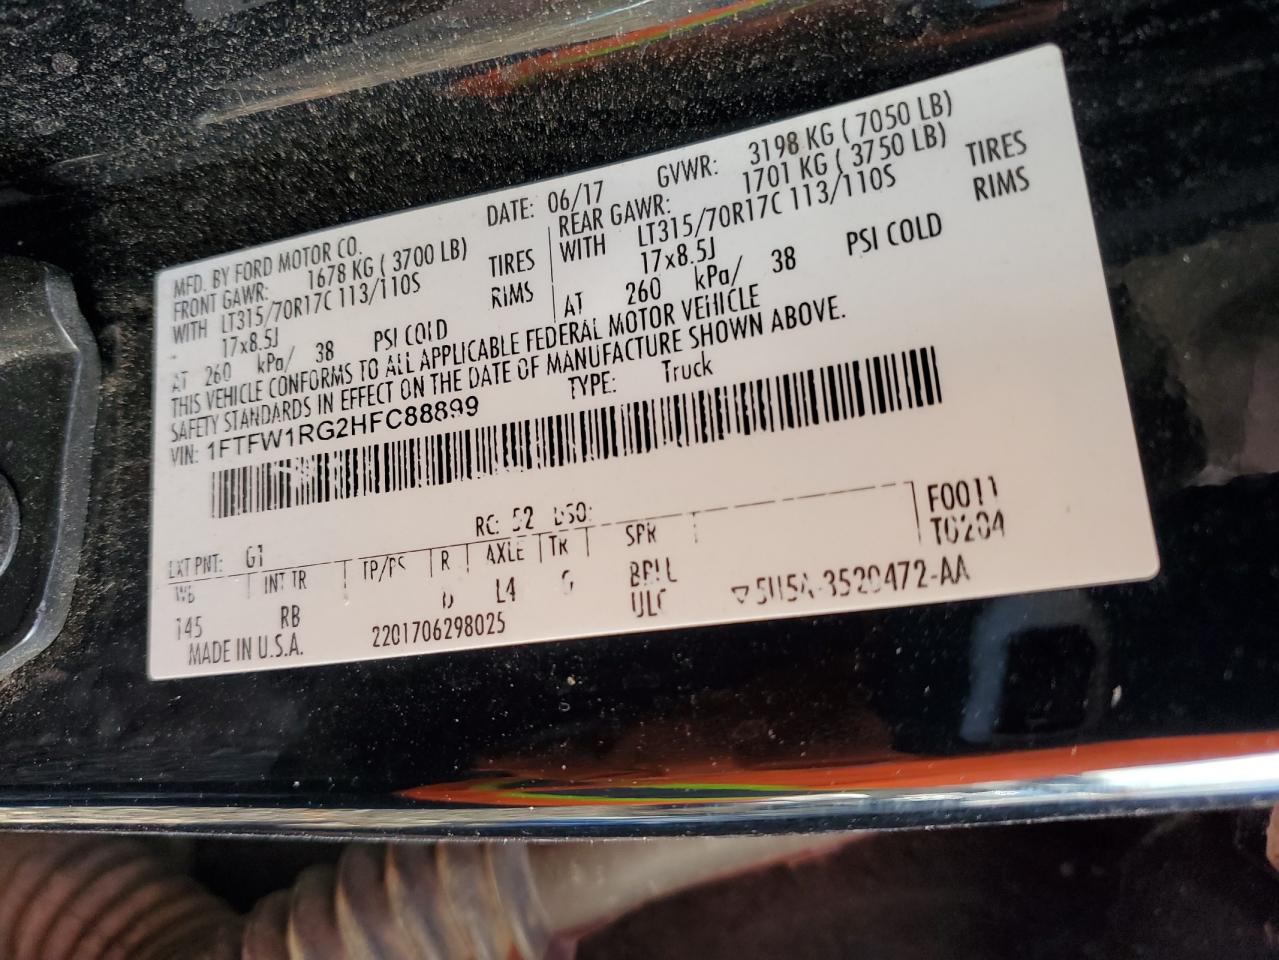 MFD. BY FORD MOTOR CO. DATE: 06/17 GVWR: 3198 KG ( 7050 LB)
FRONT GAWR: 1678 KG ( 3700 LB) REAR GAWR: 1701 KG ( 3750 LB)
WITH LT315/70R17C 113/110S TIRES WITH LT315/70R17C 113/110S TIRES
17x8.5J RIMS 17x8.5J RIMS
AT 260 kPa/ 38 PSI COLD AT 260 kPa/ 38 PSI COLD
THIS VEHICLE CONFORMS TO ALL APPLICABLE FEDERAL MOTOR VEHICLE
SAFETY STANDARDS IN EFFECT ON THE DATE OF MANUFACTURE SHOWN ABOVE.
VIN: 1FTFW1RG2HFC88899 TYPE: Truck
F0011
RC: 52 DSO: T0204
EXT PNT: G1
WB INT TR TP/PS R AXLE TR SPR
145 RB D L4 G
MADE IN U.S.A. 2201706298025